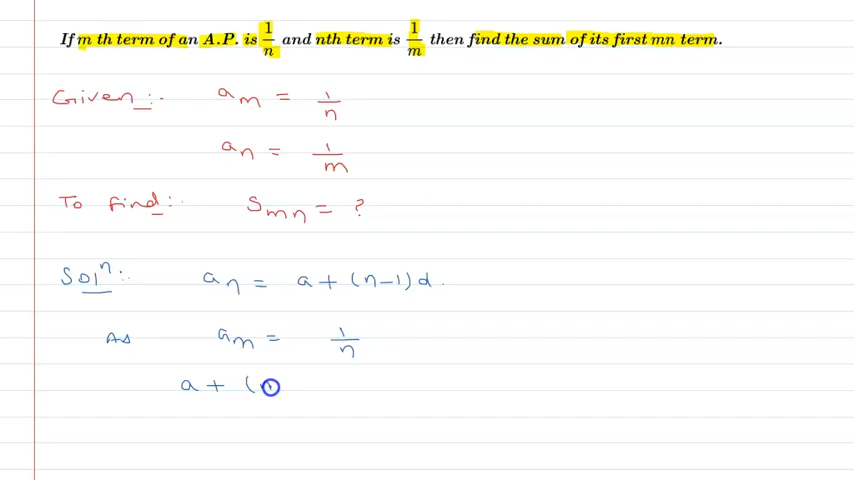 If m th term of an A.P. is 1/n and nth term is 1/m then find the sum of its first mn term.
Given :- a_m = 1/n
a_n = 1/m
To find :- S_mn = ?
Sol^n :- a_n = a + (n-1)d.
As a_m = 1/n
a + (